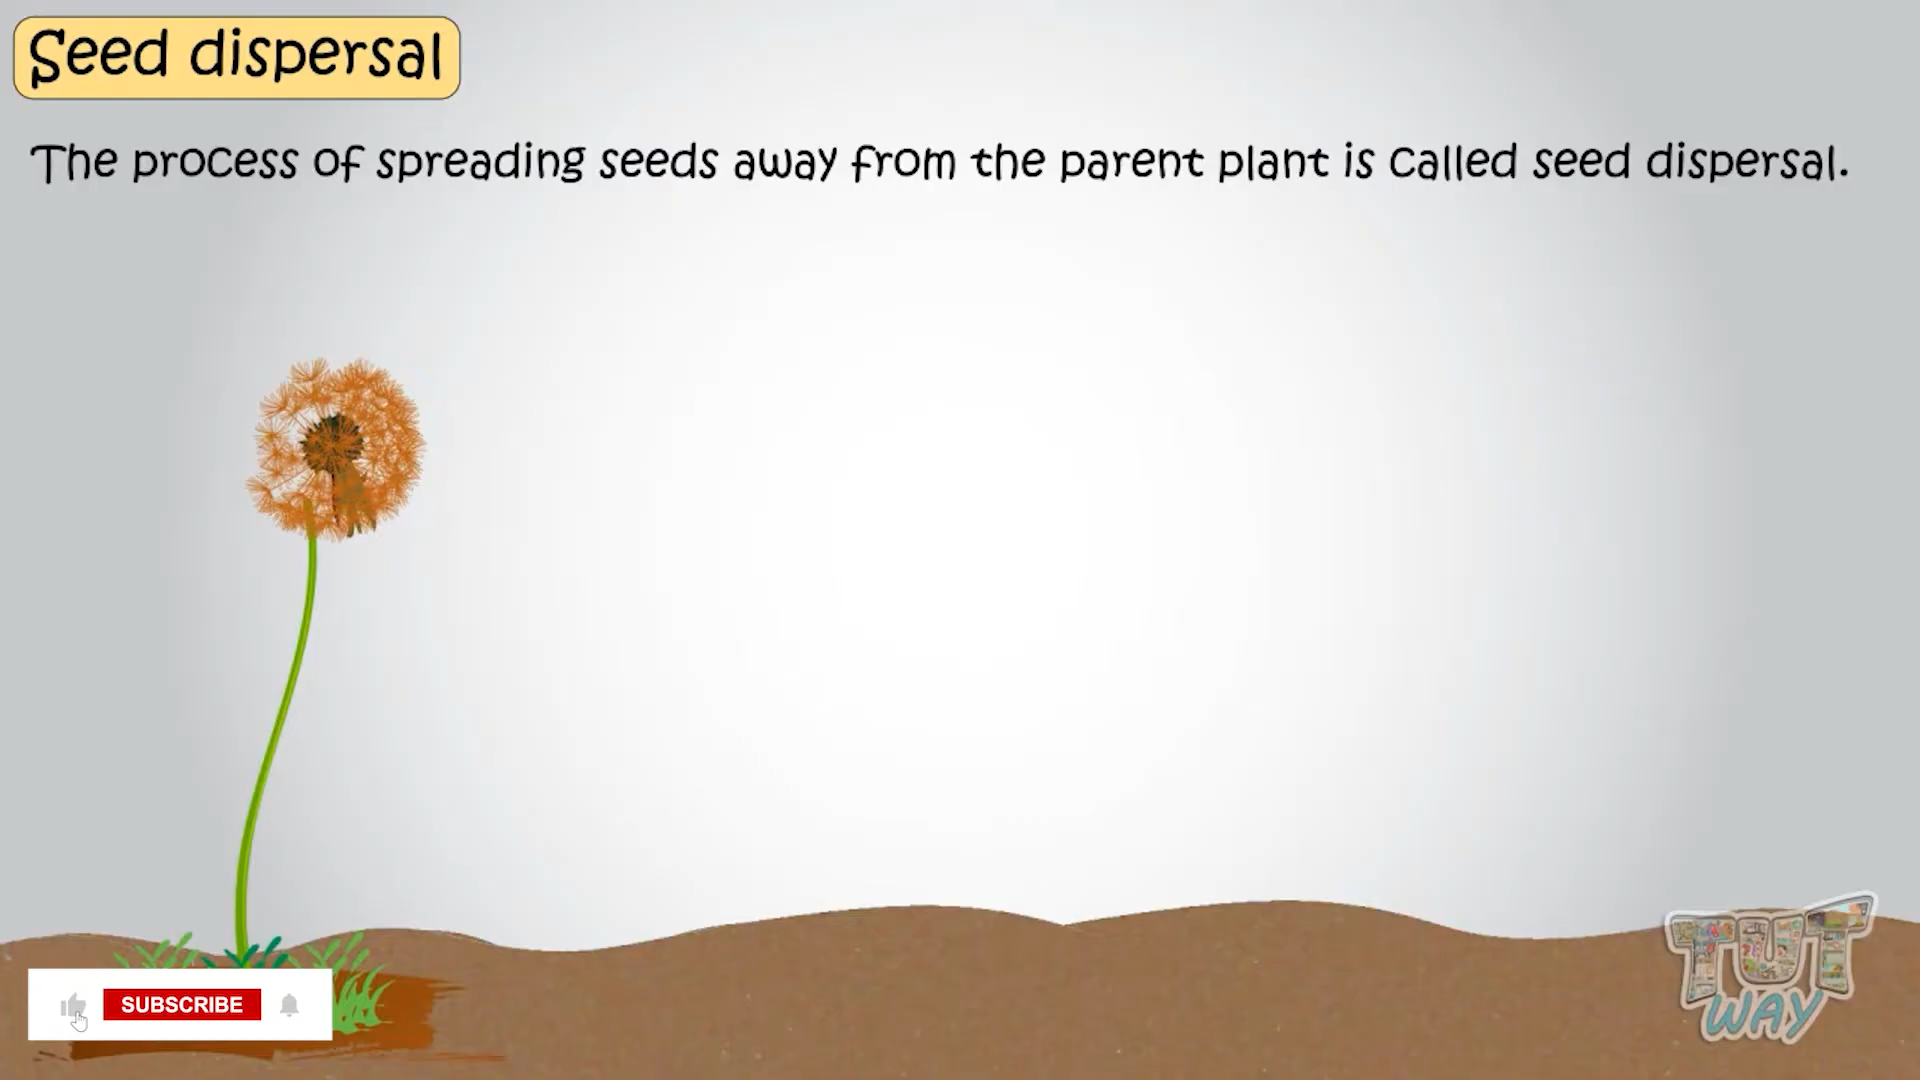 Seed dispersal
The process of spreading seeds away from the parent plant is called seed dispersal.
SUBSCRIBE
TUT
WAY